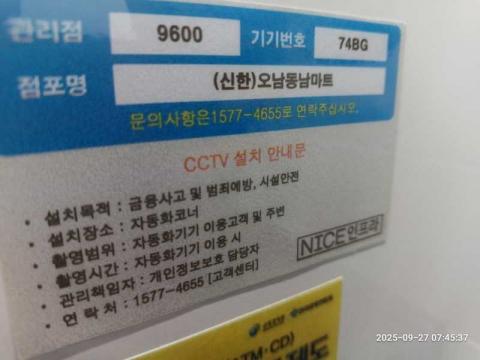 관리점 9600 기기번호 74BG
점포명 (신한)오남동남마트
문의사항은1577-4655로 연락주십시오.
CCTV 설치 안내문
• 설치목적 : 금융사고 및 범죄예방, 시설안전
• 설치장소 : 자동화코너
• 촬영범위 : 자동화기기 이용고객 및 주변
• 촬영시간 : 자동화기기 이용 시
• 관리책임자 : 개인정보보호 담당자
• 연 락 처 : 1577-4655 [고객센터]
NICE인프라
TM·CD)
2025-09-27 07:45:37